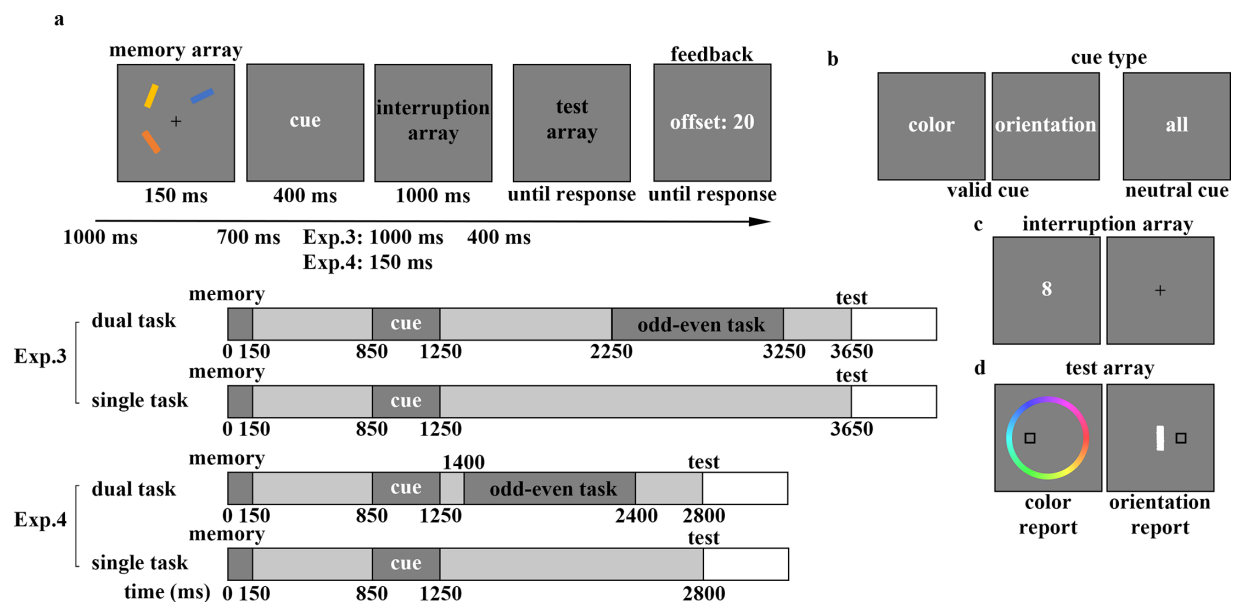 a
memory array
cue
interruption
array
test
array
feedback
offset: 20
150 ms
400 ms
1000 ms
until response
until response
1000 ms
700 ms
Exp.3: 1000 ms
400 ms
Exp.4: 150 ms
b
cue type
color
orientation
all
valid cue
neutral cue
c
interruption array
8
+
d
test array
color
report
orientation
report
Exp.3
memory
test
dual task
cue
odd-even task
0 150 850 1250 2250 3250 3650
memory
test
single task
cue
0 150 850 1250 3650
Exp.4
memory
1400
test
dual task
cue
odd-even task
0 150 850 1250 2400 2800
memory
test
single task
cue
time (ms) 0 150 850 1250 2800